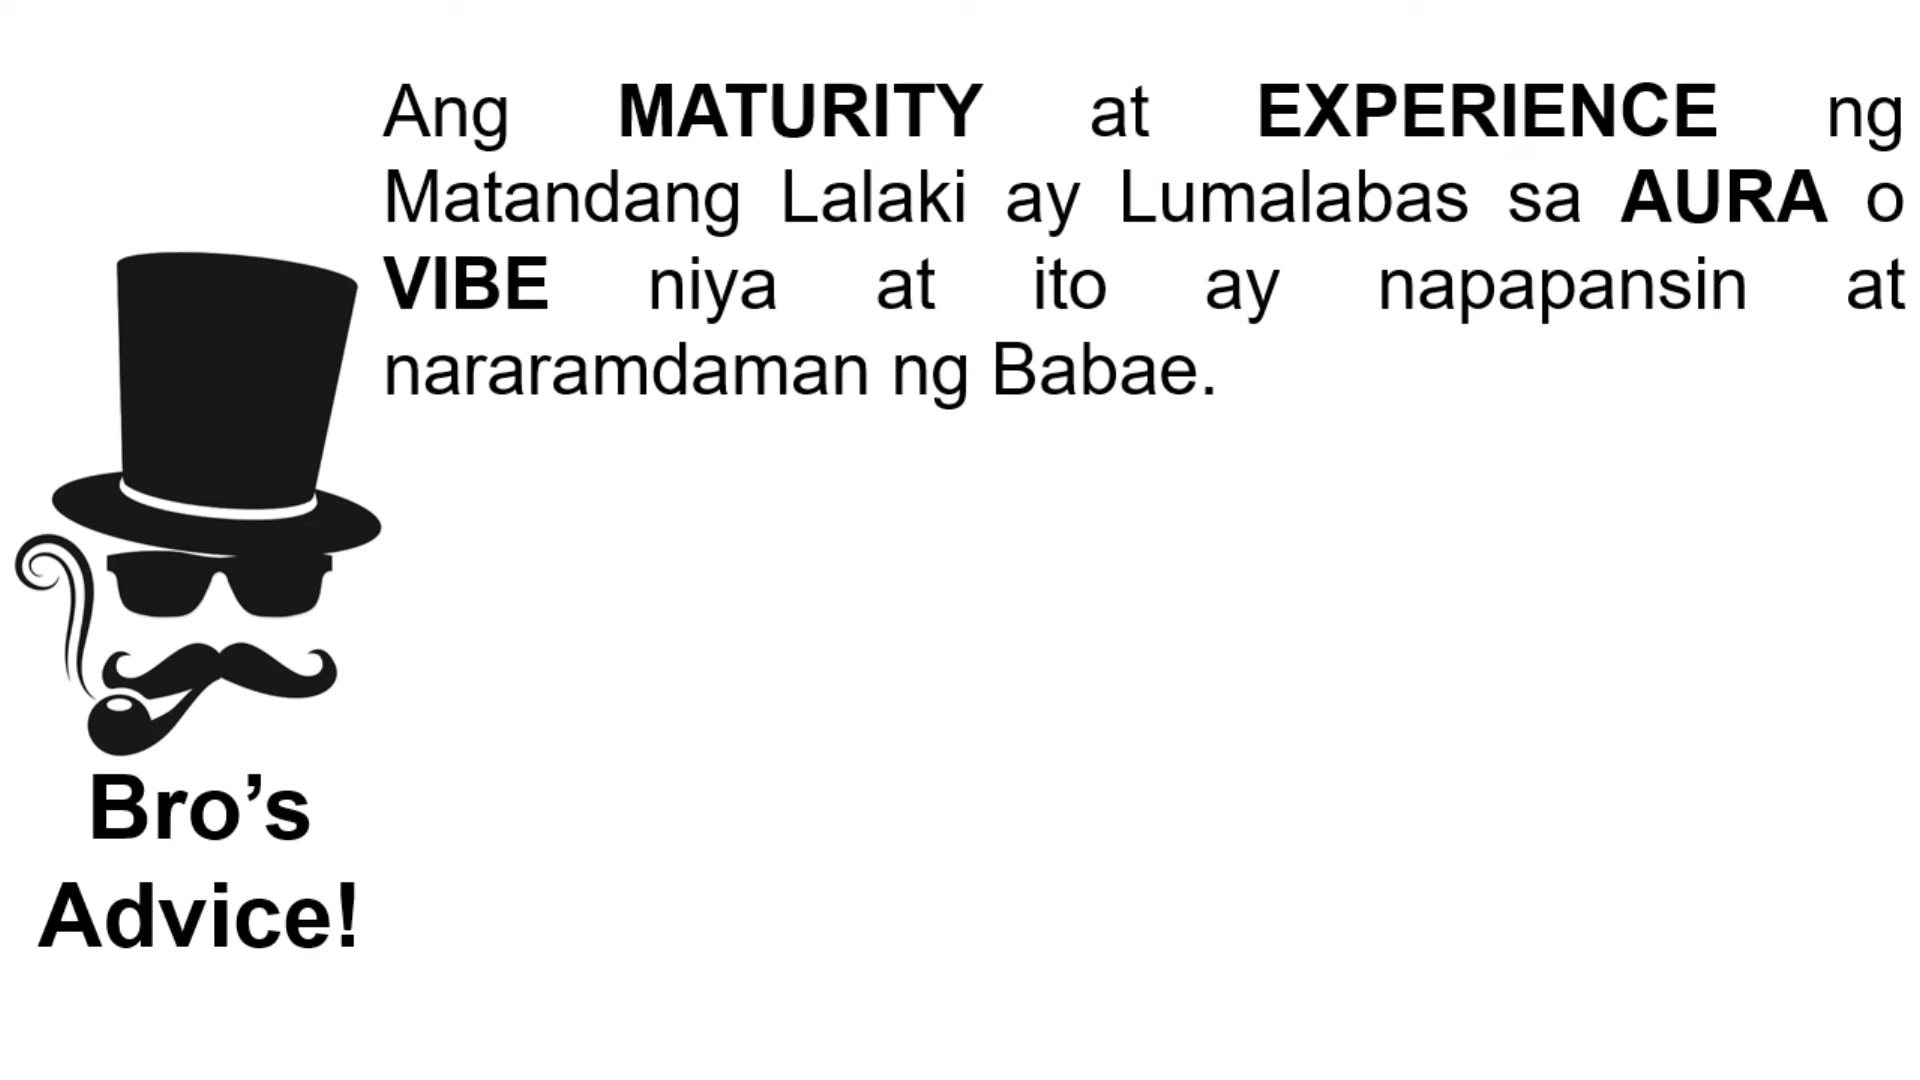 Ang MATURITY at EXPERIENCE ng
Matandang Lalaki ay Lumalabas sa AURA o
VIBE niya at ito ay napapansin at
nararamdaman ng Babae.
Bro’s
Advice!